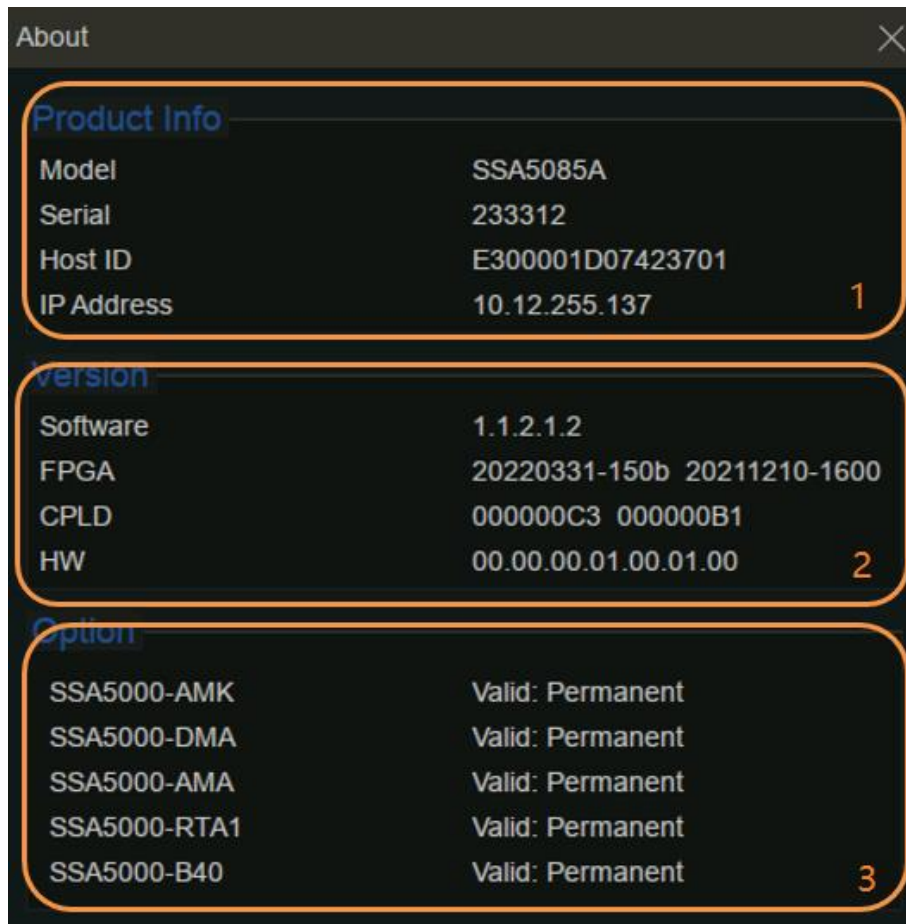 About
Product Info
Model SSA5085A
Serial 233312
Host ID E300001D07423701
IP Address 10.12.255.137
1
Version
Software 1.1.2.1.2
FPGA 20220331-150b 20211210-1600
CPLD 000000C3 000000B1
HW 00.00.00.01.00.01.00
2
Option
SSA5000-AMK Valid: Permanent
SSA5000-DMA Valid: Permanent
SSA5000-AMA Valid: Permanent
SSA5000-RTA1 Valid: Permanent
SSA5000-B40 Valid: Permanent
3